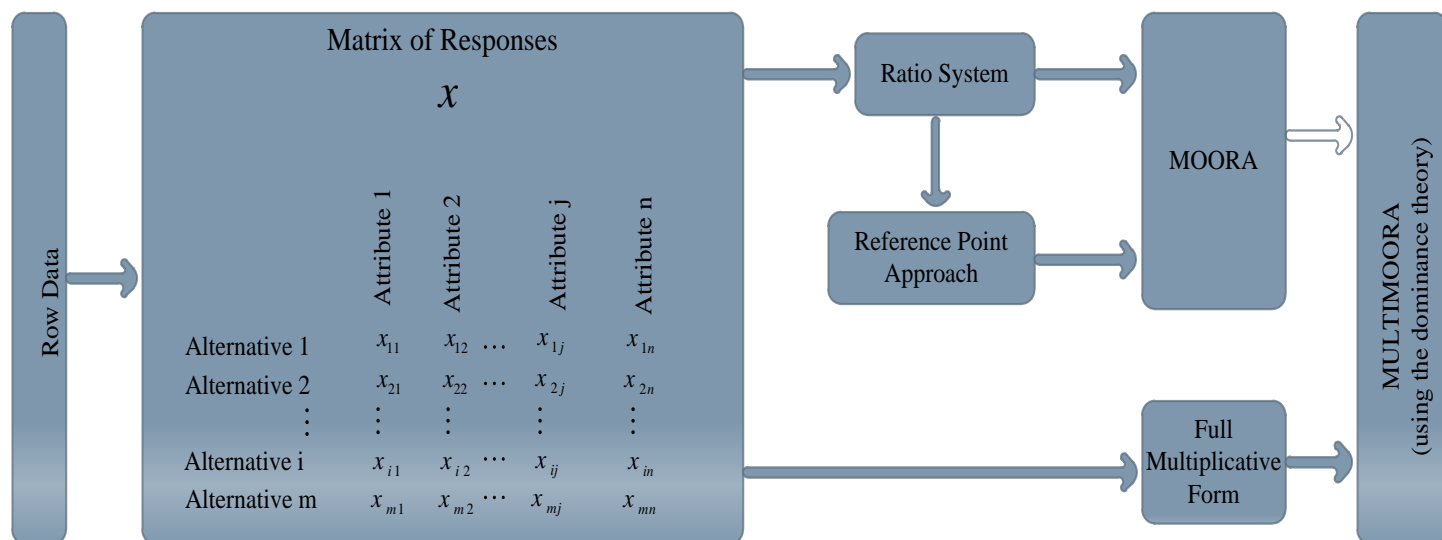 Row Data
Matrix of Responses
x
Attribute 1
Attribute 2
Attribute j
Attribute n
Alternative 1 x11 x12 ⋯ x1j x1n
Alternative 2 x21 x22 ⋯ x2j x2n
⋮ ⋮ ⋮ ⋮ ⋮
Alternative i xi1 xi2 ⋯ xij xin
Alternative m xm1 xm2 ⋯ xmj xmn
Ratio System
Reference Point
Approach
MOORA
Full
Multiplicative
Form
MULTIMOORA
(using the dominance theory)